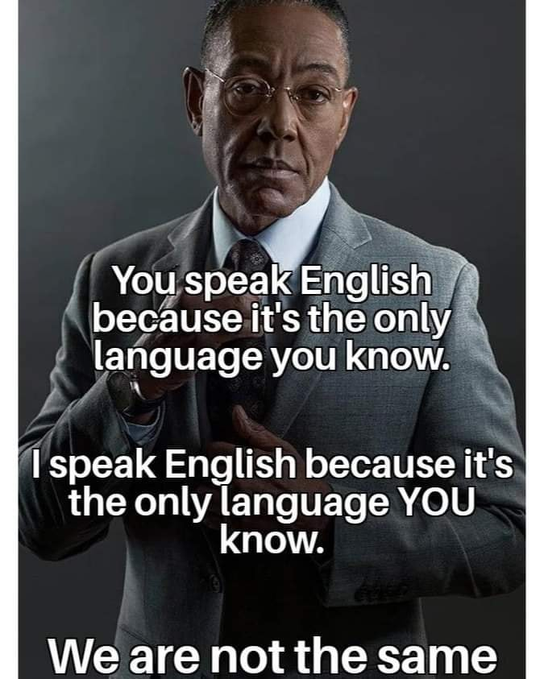 You speak English
because it's the only
language you know.
I speak English because it's
the only language YOU
know.
We are not the same